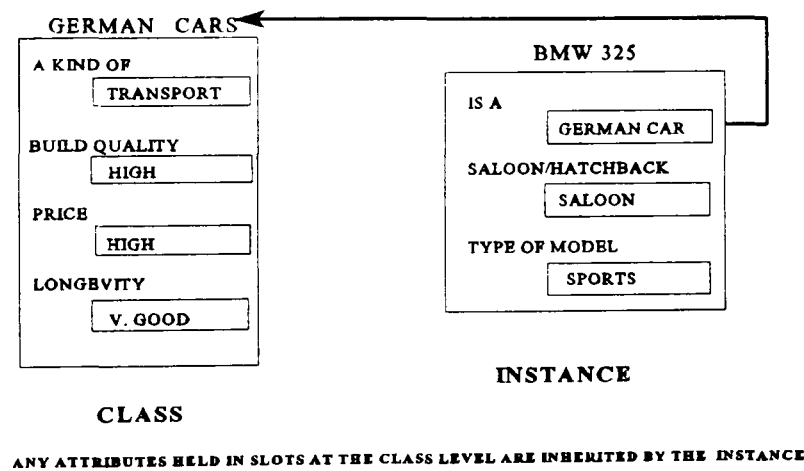 GERMAN CARS
A KIND OF
TRANSPORT
BUILD QUALITY
HIGH
PRICE
HIGH
LONGEVITY
V. GOOD
CLASS
BMW 325
IS A
GERMAN CAR
SALOON/HATCHBACK
SALOON
TYPE OF MODEL
SPORTS
INSTANCE
ANY ATTRIBUTES HELD IN SLOTS AT THE CLASS LEVEL ARE INHERITED BY THE INSTANCE